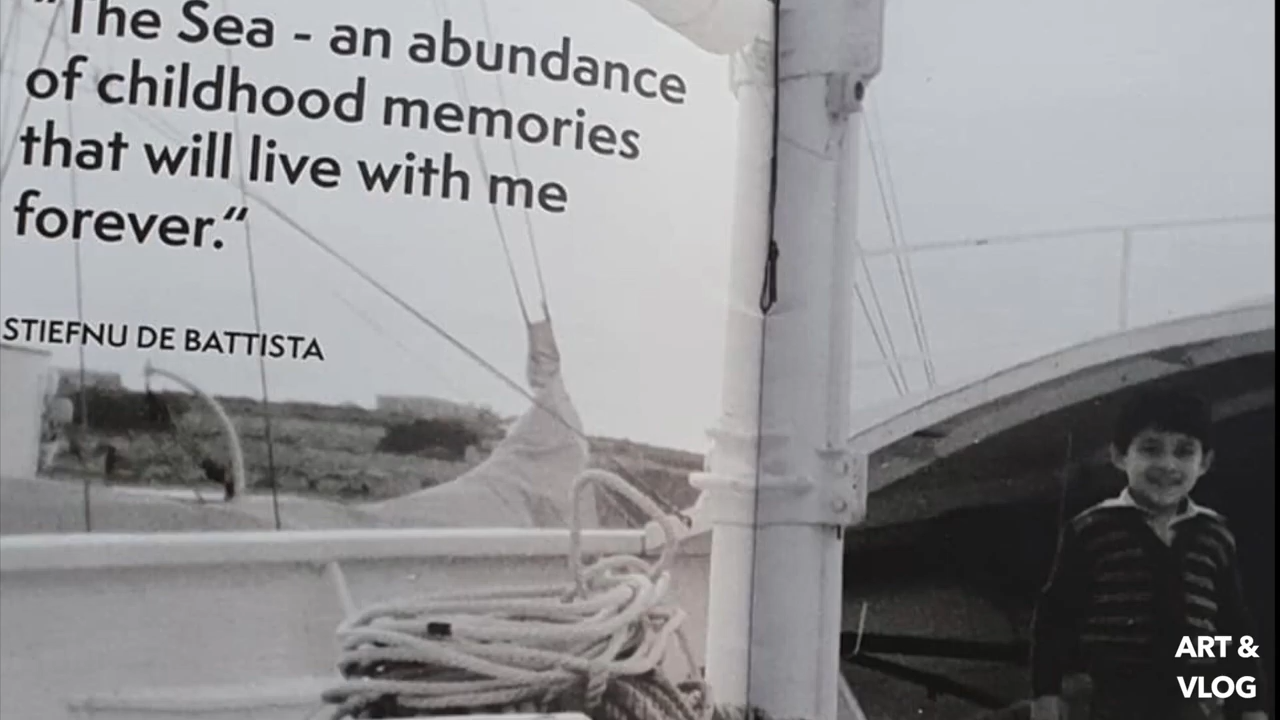 "The Sea - an abundance
of childhood memories
that will live with me
forever.“
STIEFNU DE BATTISTA
ART &
VLOG